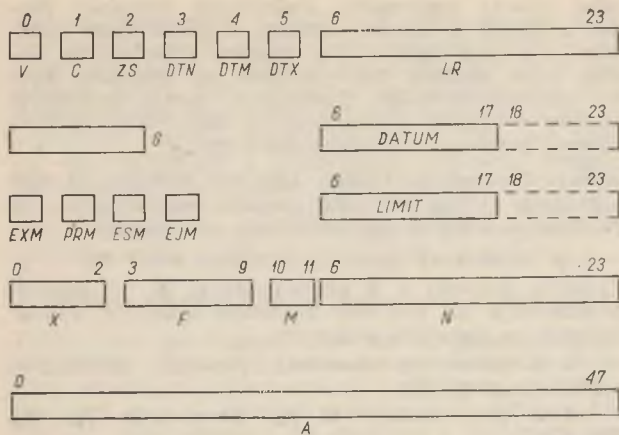 0 1 2 3 4 5 6 23
V C ZS DTN DTM DTX LR
6 17 18 23
6 DATUM
6 17 18 23
LIMIT
EXM PRM ESM EJM
0 2 3 9 10 11 6 23
X F M N
0 47
A